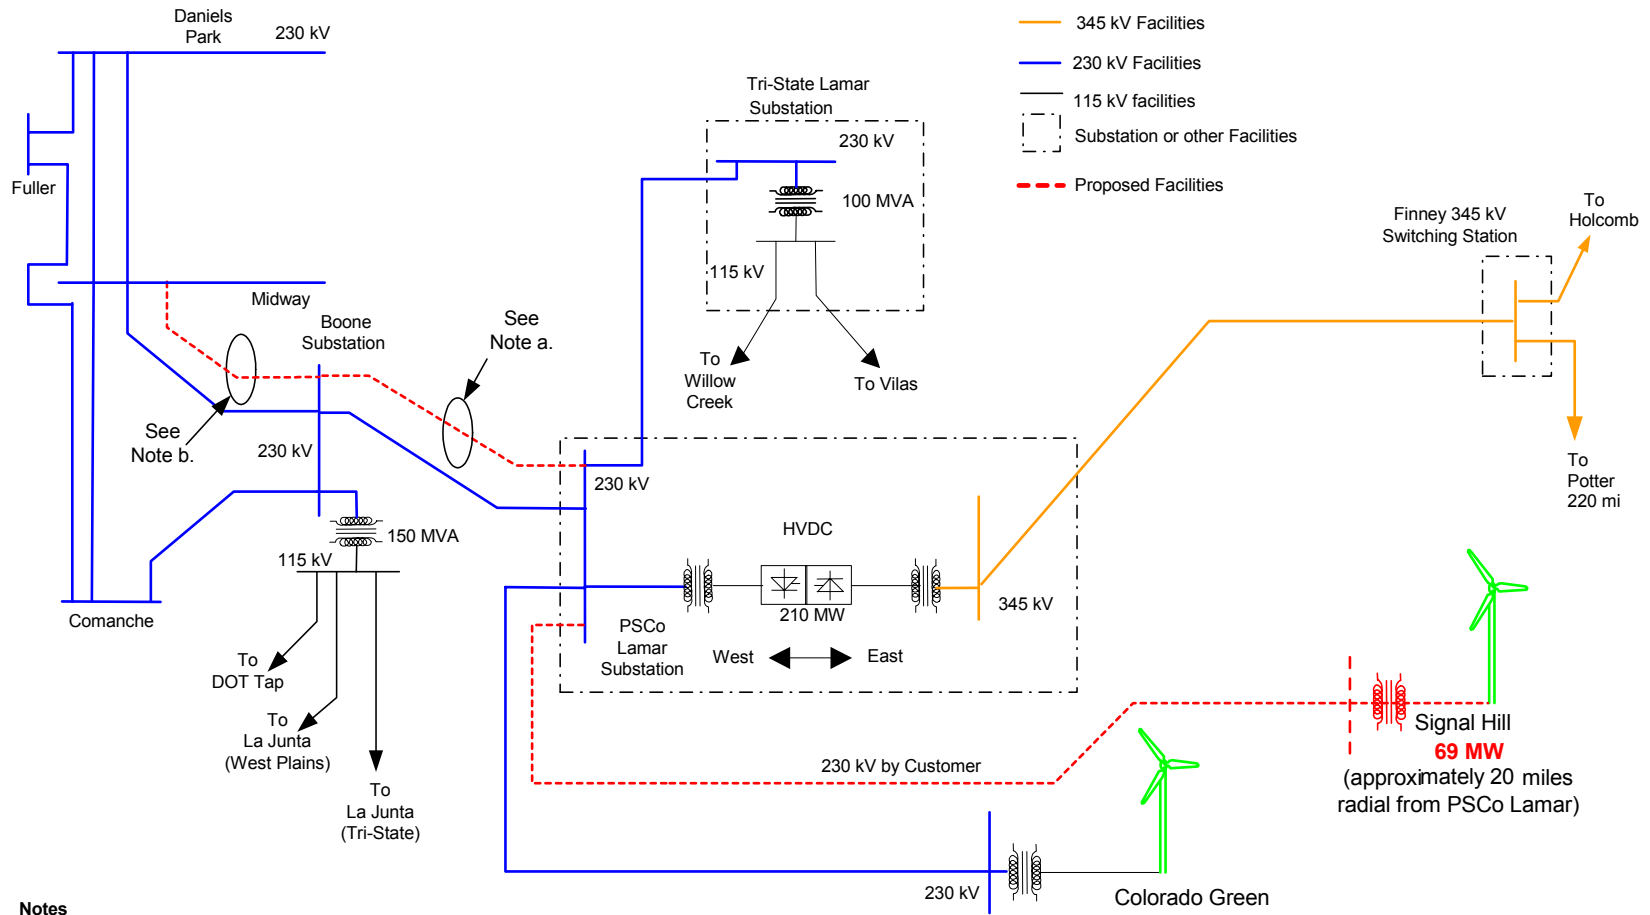 Daniels
Park
230 kV
345 kV Facilities
230 kV Facilities
115 kV facilities
Substation or other Facilities
Proposed Facilities
Tri-State Lamar
Substation
230 kV
100 MVA
115 kV
To
Willow
Creek
To Vilas
To
Holcomb
Finney 345 kV
Switching Station
To
Potter
220 mi
Fuller
Midway
Boone
Substation
See
Note a.
See
Note b.
230 kV
150 MVA
115 kV
Comanche
To
DOT Tap
To
La Junta
(West Plains)
To
La Junta
(Tri-State)
230 kV
HVDC
210 MW
345 kV
PSCo
Lamar
Substation
West
East
Signal Hill
69 MW
(approximately 20 miles
radial from PSCo Lamar)
230 kV by Customer
230 kV
Colorado Green
Notes